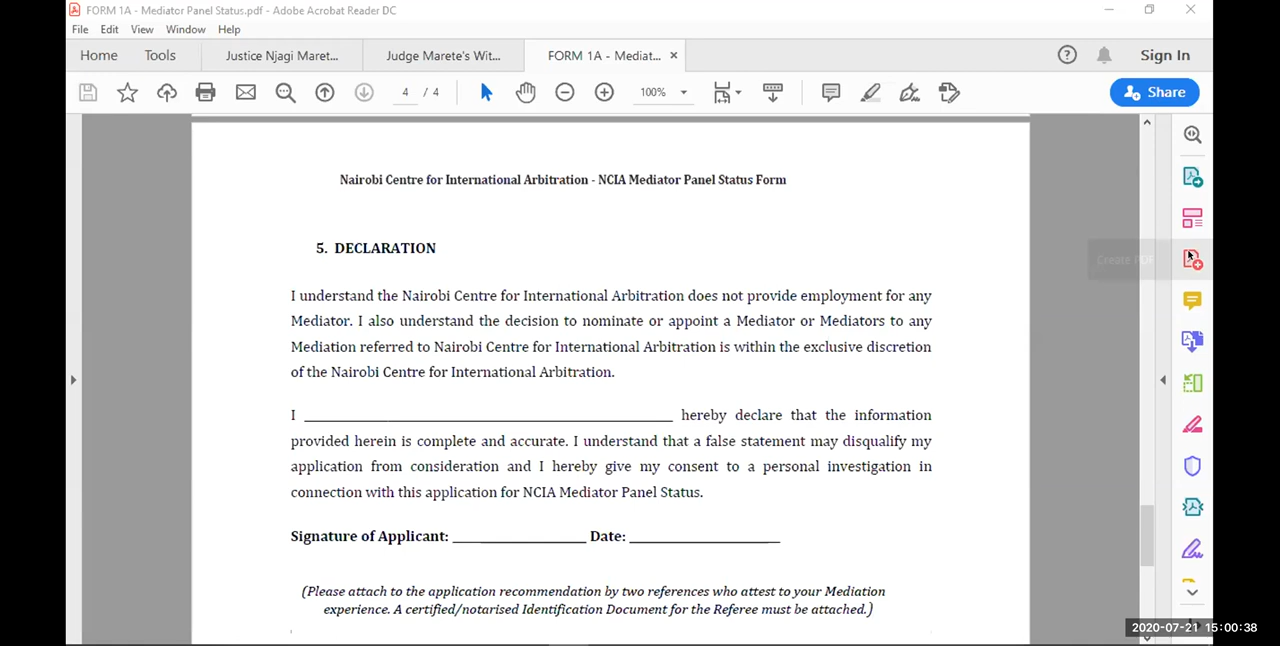 FORM 1A - Mediator Panel Status.pdf - Adobe Acrobat Reader DC
File Edit View Window Help
Home Tools Justice Njagi Maret... Judge Marete's Wit... FORM 1A - Mediat... × Sign In
4 / 4 100% Share
Nairobi Centre for International Arbitration - NCIA Mediator Panel Status Form
5. DECLARATION
Create PDF
I understand the Nairobi Centre for International Arbitration does not provide employment for any
Mediator. I also understand the decision to nominate or appoint a Mediator or Mediators to any
Mediation referred to Nairobi Centre for International Arbitration is within the exclusive discretion
of the Nairobi Centre for International Arbitration.
I ______________________________ hereby declare that the information
provided herein is complete and accurate. I understand that a false statement may disqualify my
application from consideration and I hereby give my consent to a personal investigation in
connection with this application for NCIA Mediator Panel Status.
Signature of Applicant: ________________ Date: __________________
(Please attach to the application recommendation by two references who attest to your Mediation
experience. A certified/notarised Identification Document for the Referee must be attached.)
2020-07-21 15:00:38